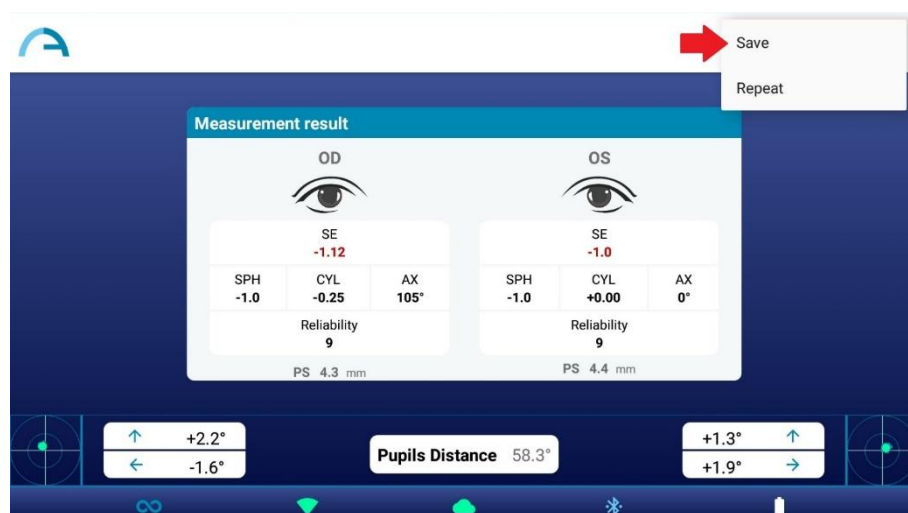 Save
Repeat
Measurement result
OD OS
SE SE
-1.12 -1.0
SPH CYL AX SPH CYL AX
-1.0 -0.25 105° -1.0 +0.00 0°
Reliability Reliability
9 9
PS 4.3 mm PS 4.4 mm
+2.2° +1.3°
Pupils Distance 58.3°
-1.6° +1.9°